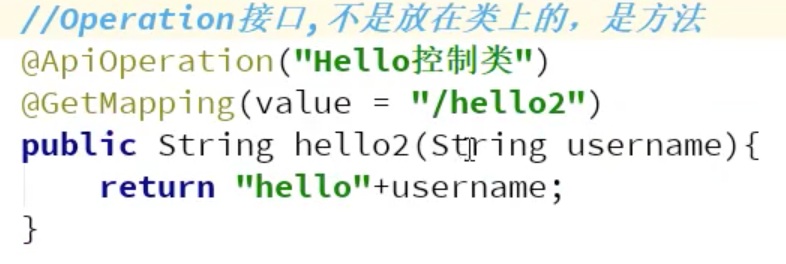 //Operation接口,不是放在类上的，是方法
@ApiOperation("Hello控制类")
@GetMapping(value = "/hello2")
public String hello2(String username){
    return "hello"+username;
}